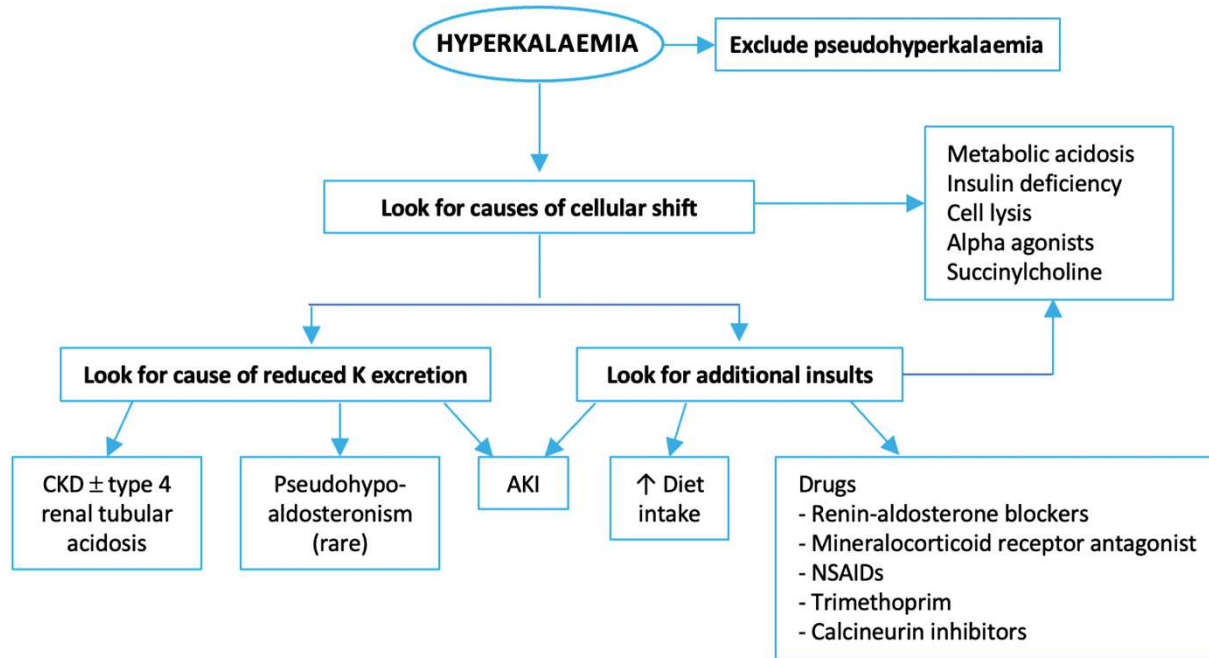 HYPERKALAEMIA
Exclude pseudohyperkalaemia
Look for causes of cellular shift
Metabolic acidosis
Insulin deficiency
Cell lysis
Alpha agonists
Succinylcholine
Look for cause of reduced K excretion
Look for additional insults
CKD ± type 4
renal tubular
acidosis
Pseudohypo-
aldosteronism
(rare)
AKI
↑ Diet
intake
Drugs
- Renin-aldosterone blockers
- Mineralocorticoid receptor antagonist
- NSAIDs
- Trimethoprim
- Calcineurin inhibitors